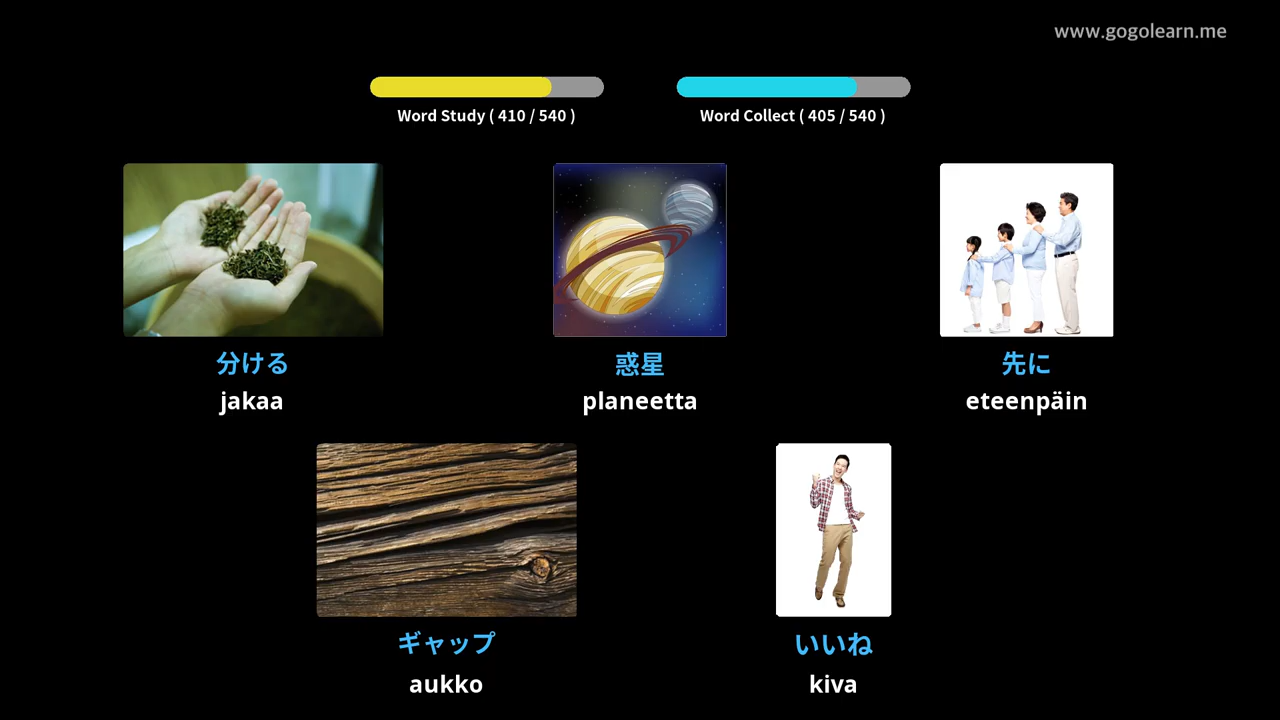 www.gogolearn.me
Word Study ( 410 / 540 )
Word Collect ( 405 / 540 )
分ける
jakaa
惑星
planeetta
先に
eteenpäin
ギャップ
aukko
いいね
kiva